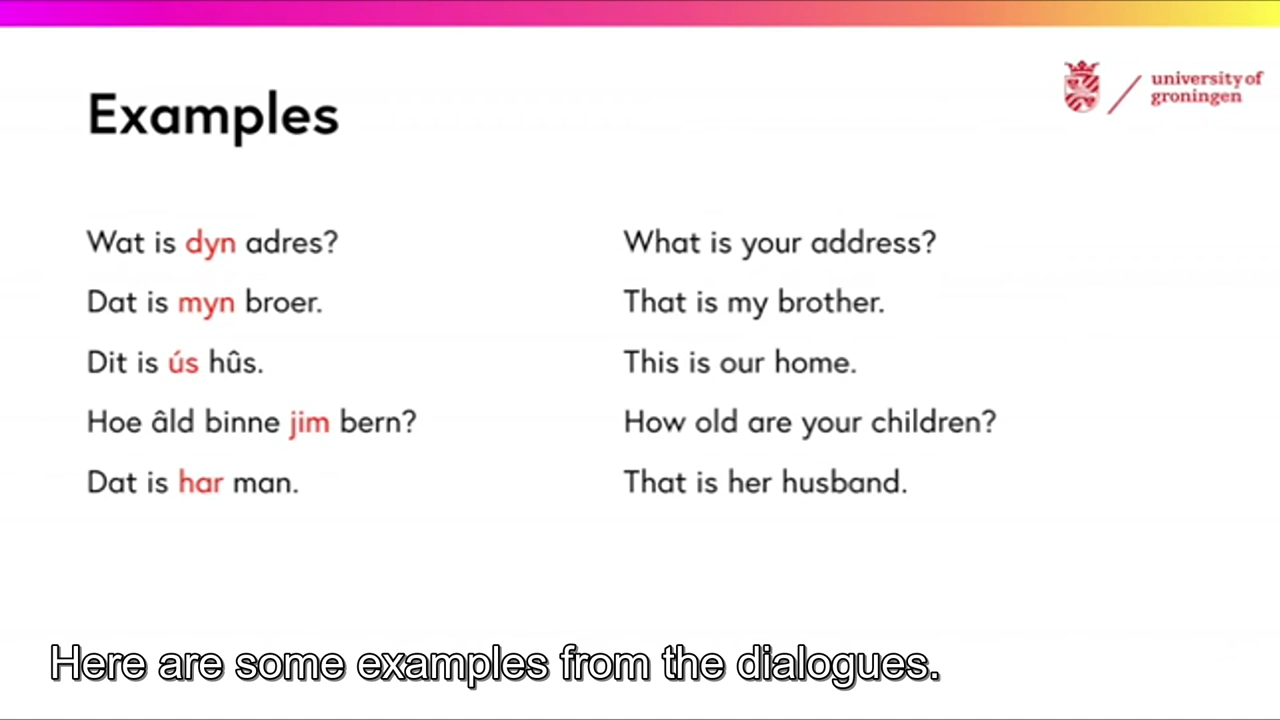 university of
groningen
Examples
Wat is dyn adres? What is your address?
Dat is myn broer. That is my brother.
Dit is ús hûs. This is our home.
Hoe âld binne jim bern? How old are your children?
Dat is har man. That is her husband.
Here are some examples from the dialogues.